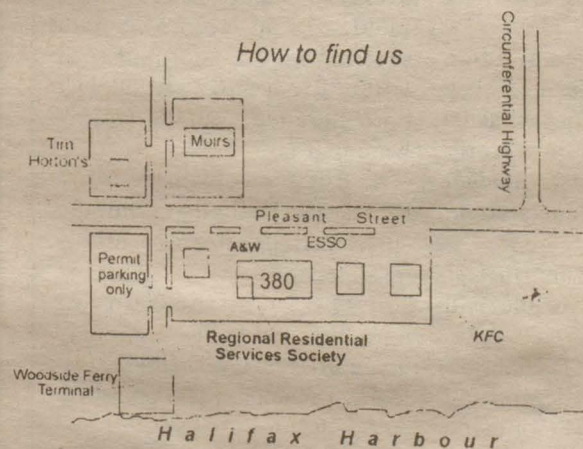 How to find us
Circumferential Highway
Tim
Horton's
Moirs
Pleasant Street
A&W
ESSO
Permit
parking
only
380
Regional Residential
Services Society
KFC
Woodside Ferry
Terminal
Halifax Harbour